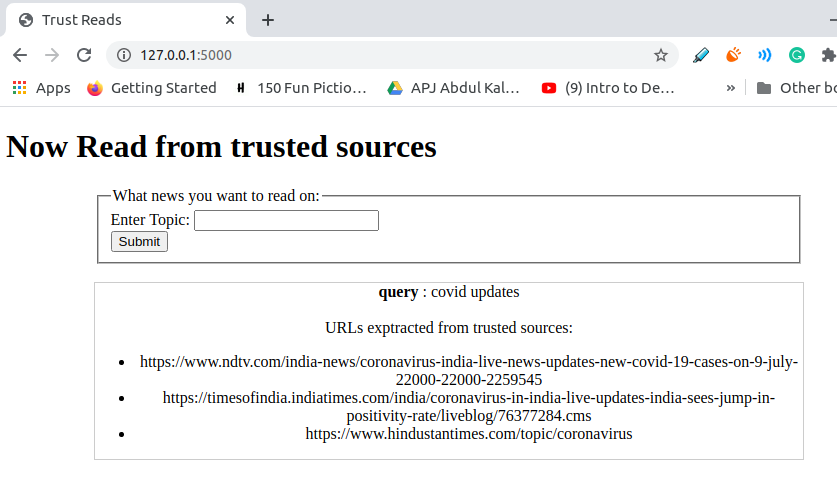 Trust Reads
127.0.0.1:5000
Apps Getting Started 150 Fun Pictio… APJ Abdul Kal… (9) Intro to De… » Other bo
Now Read from trusted sources
What news you want to read on:
Enter Topic:
Submit
query : covid updates
URLs exptracted from trusted sources:
• https://www.ndtv.com/india-news/coronavirus-india-live-news-updates-new-covid-19-cases-on-9-july-
22000-22000-2259545
• https://timesofindia.indiatimes.com/india/coronavirus-in-india-live-updates-india-sees-jump-in-
positivity-rate/liveblog/76377284.cms
• https://www.hindustantimes.com/topic/coronavirus